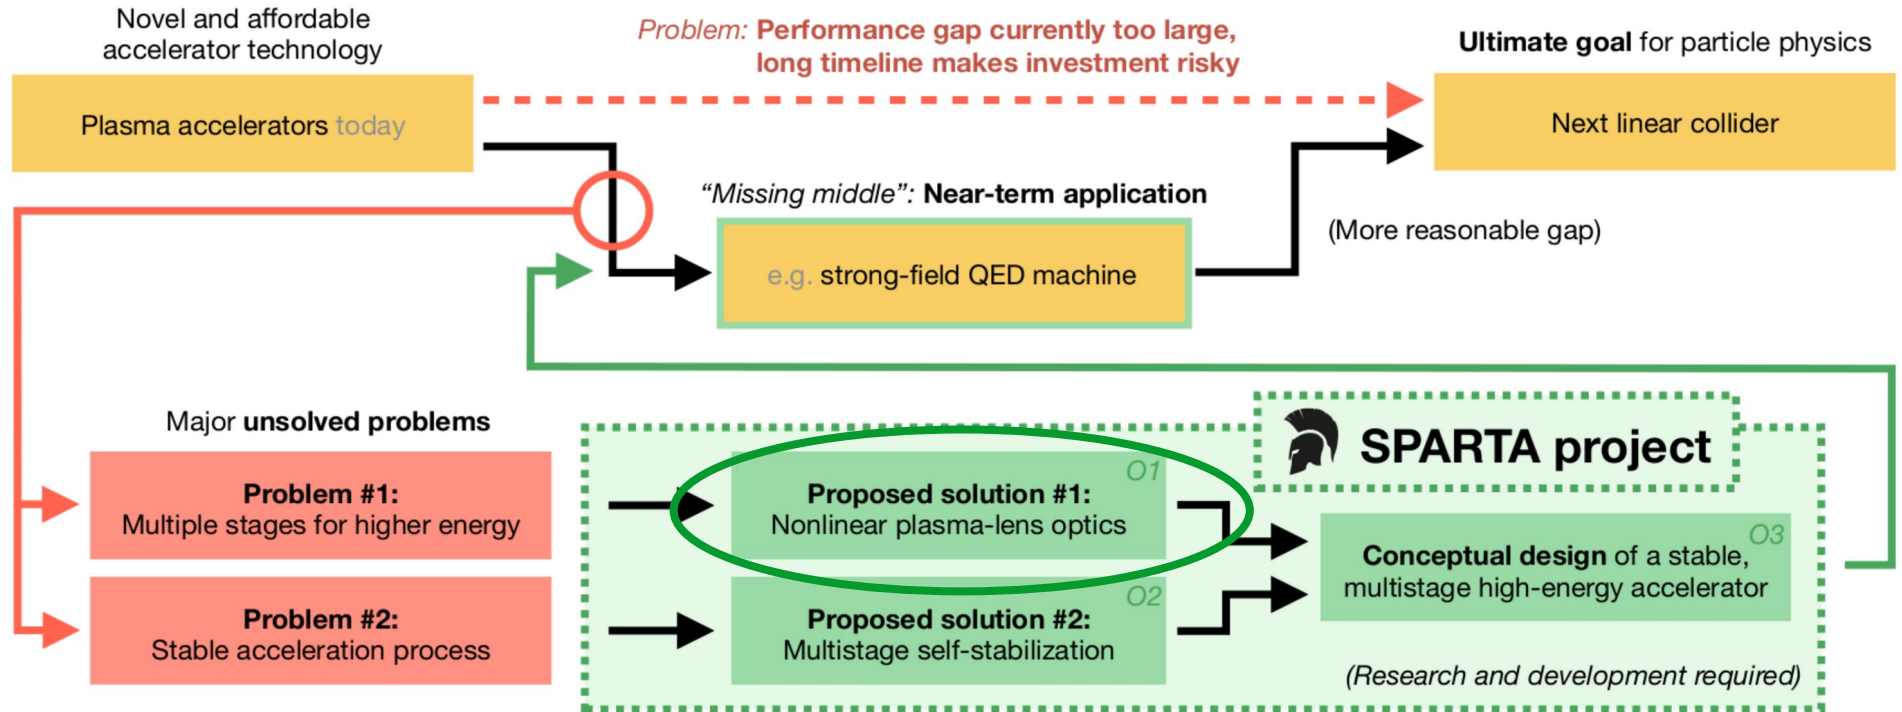 Novel and affordable
accelerator technology
Plasma accelerators today
Problem: Performance gap currently too large,
long timeline makes investment risky
Ultimate goal for particle physics
Next linear collider
"Missing middle": Near-term application
e.g. strong-field QED machine
(More reasonable gap)
Major unsolved problems
Problem #1:
Multiple stages for higher energy
Problem #2:
Stable acceleration process
SPARTA project
O1
Proposed solution #1:
Nonlinear plasma-lens optics
O2
Proposed solution #2:
Multistage self-stabilization
O3
Conceptual design of a stable,
multistage high-energy accelerator
(Research and development required)